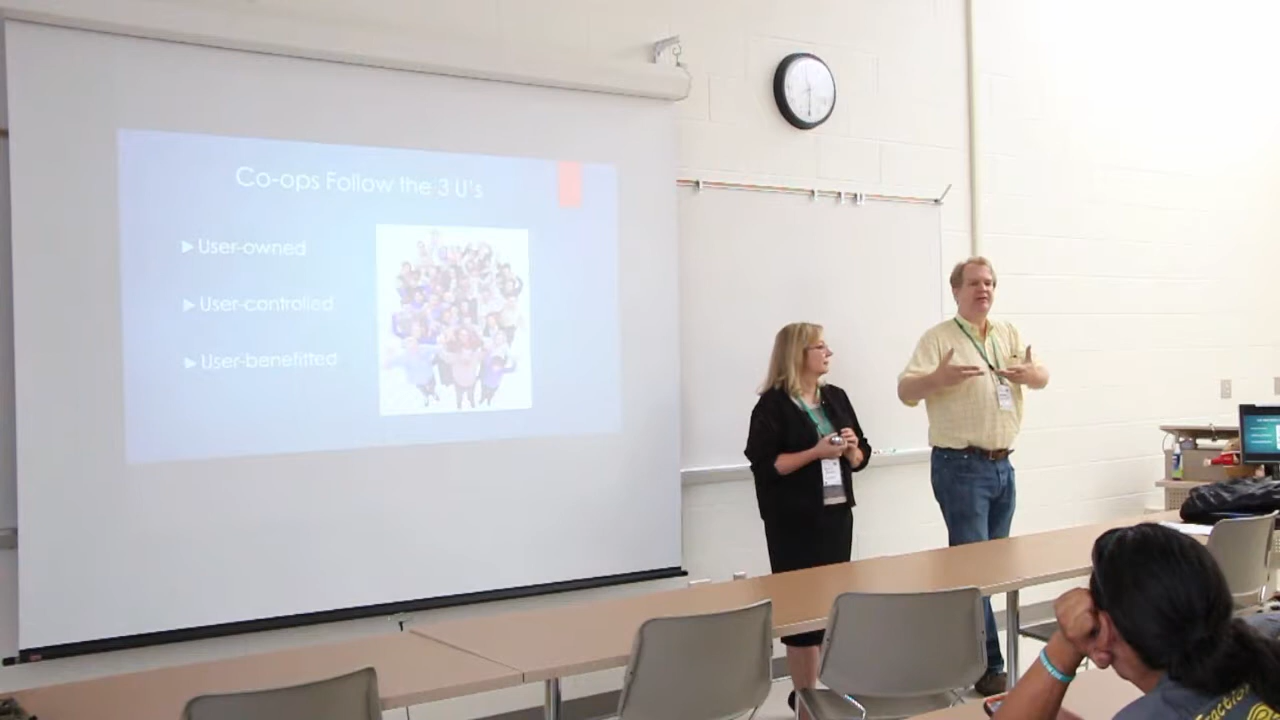 Co-ops Follow the 3 U's
►User-owned
►User-controlled
►User-benefitted